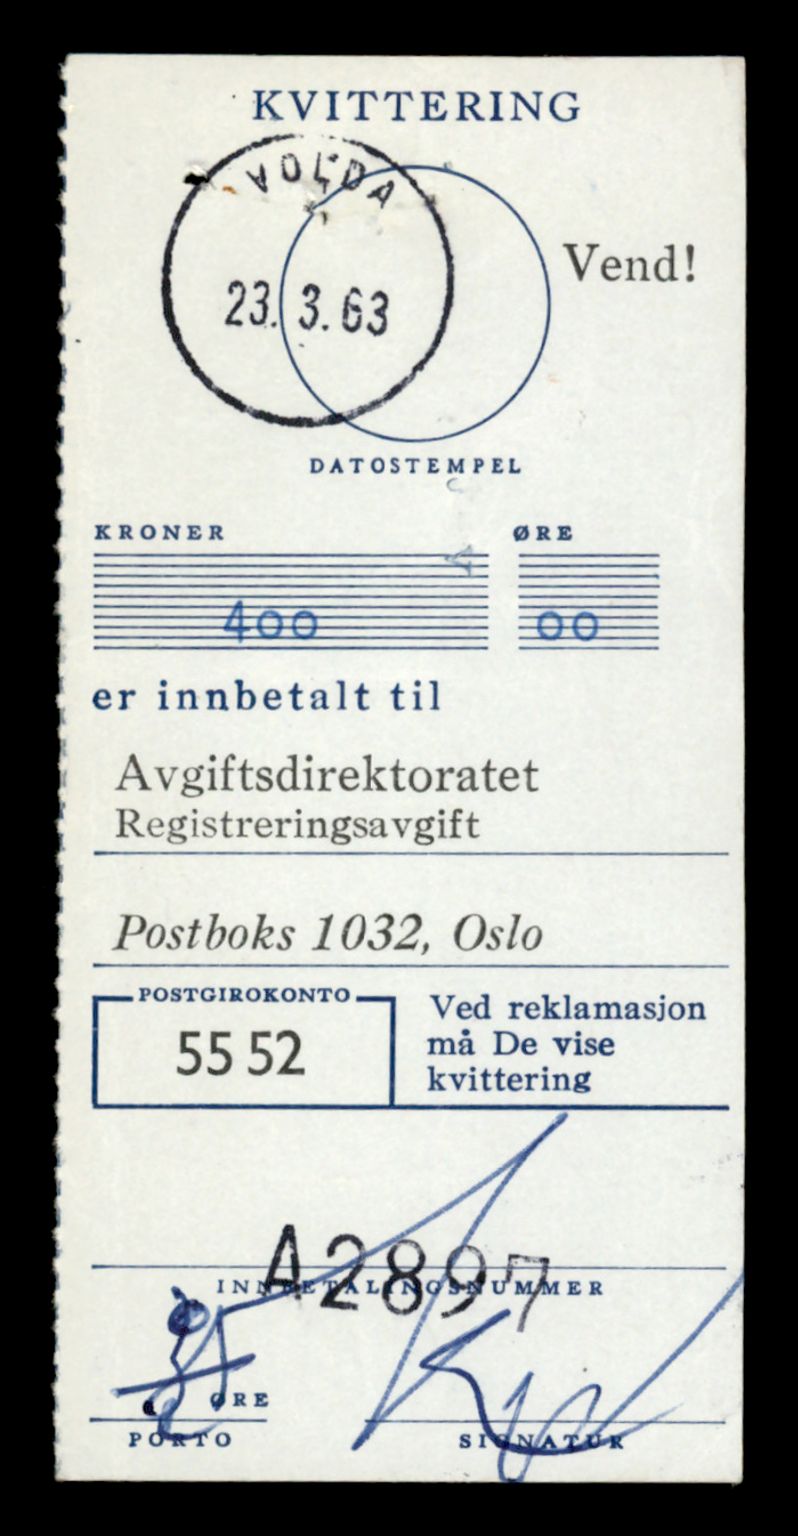 KVITTERING
VOLDA
23. 3. 63
Vend!
DATOSTEMPEL
KRONER ØRE
400 00
er innbetalt til
Avgiftsdirektoratet
Registreringsavgift
Postboks 1032, Oslo
POSTGIROKONTO
55 52
Ved reklamasjon
må De vise
kvittering
A2897
INNBETALINGSNUMMER
ØRE
PORTO SIGNATUR